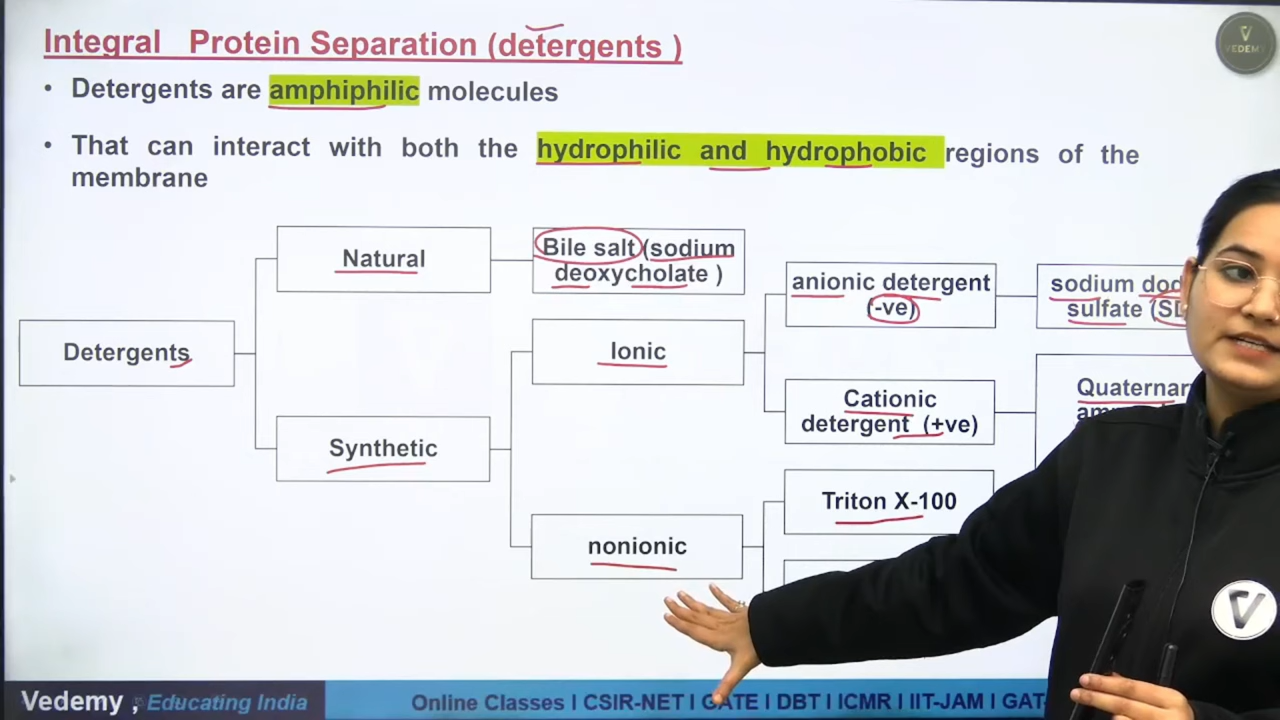 Integral Protein Separation (detergents )
• Detergents are amphiphilic molecules
• That can interact with both the hydrophilic and hydrophobic regions of the
membrane
Detergents
Natural
Bile salt (sodium
deoxycholate )
Synthetic
Ionic
anionic detergent
(-ve)
sodium
sulfate
Cationic
detergent (+ve)
nonionic
Triton X-100
VEDEMY
Vedemy , Educating India
Online Classes I CSIR-NET I GATE I DBT I ICMR I IIT-JAM I